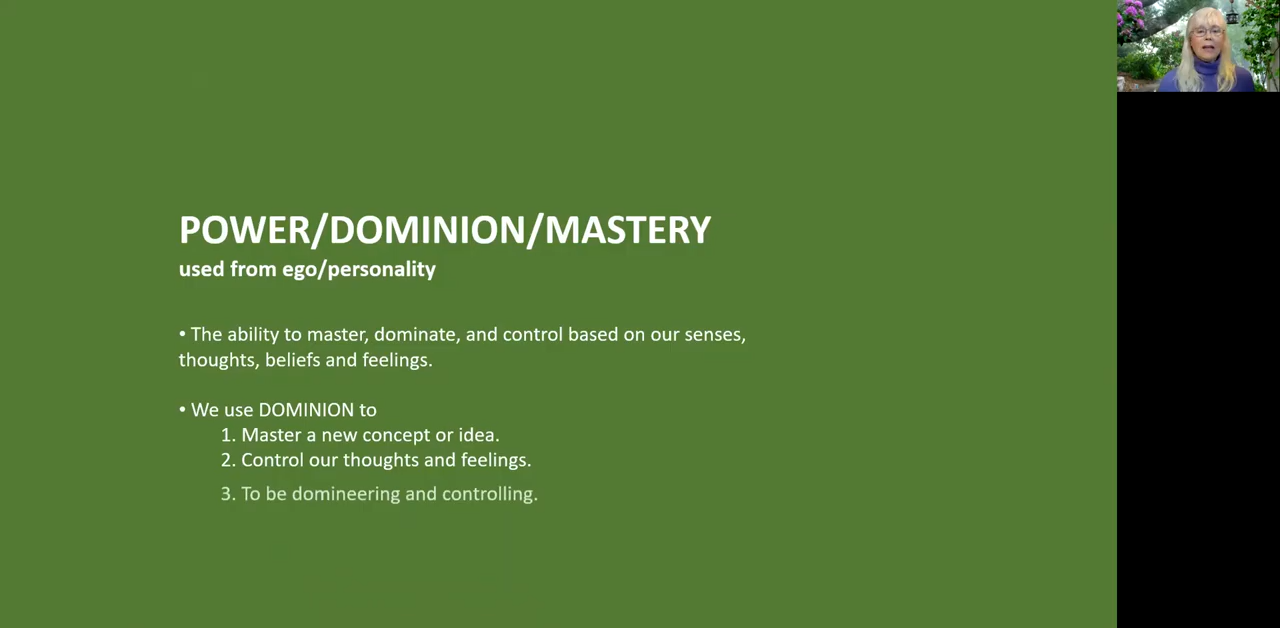 POWER/DOMINION/MASTERY
used from ego/personality
• The ability to master, dominate, and control based on our senses,
thoughts, beliefs and feelings.
• We use DOMINION to
1. Master a new concept or idea.
2. Control our thoughts and feelings.
3. To be domineering and controlling.